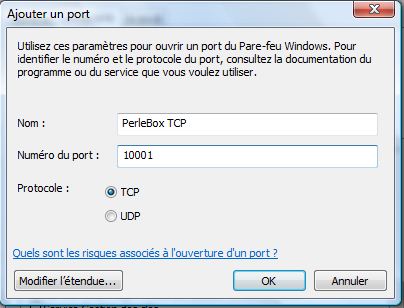 Ajouter un port
Utilisez ces paramètres pour ouvrir un port du Pare-feu Windows. Pour
identifier le numéro et le protocole du port, consultez la documentation du
programme ou du service que vous voulez utiliser.
Nom : PerleBox TCP
Numéro du port : 10001
Protocole : TCP
UDP
Quels sont les risques associés à l'ouverture d'un port ?
Modifier l'étendue... OK Annuler